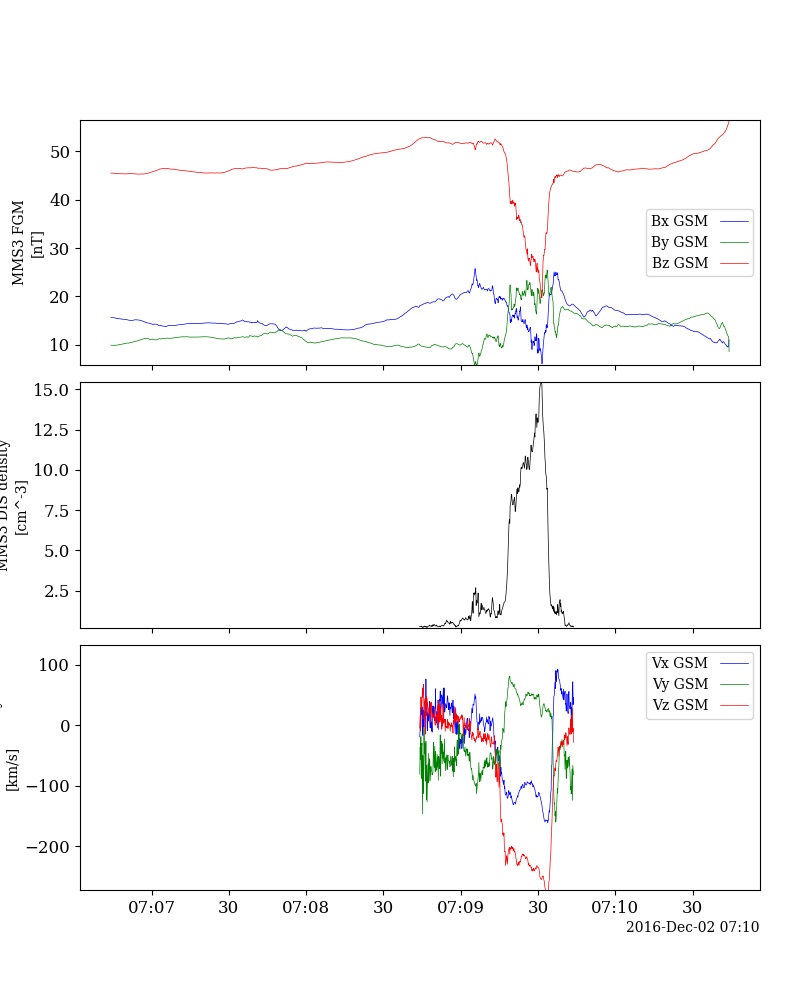 MMS3 FGM
[nT]
50
40
30
20
10
Bx GSM
By GSM
Bz GSM
MMS3 DIS density
[cm^-3]
15.0
12.5
10.0
7.5
5.0
2.5
[km/s]
100
0
−100
−200
Vx GSM
Vy GSM
Vz GSM
07:07 30 07:08 30 07:09 30 07:10 30
2016-Dec-02 07:10